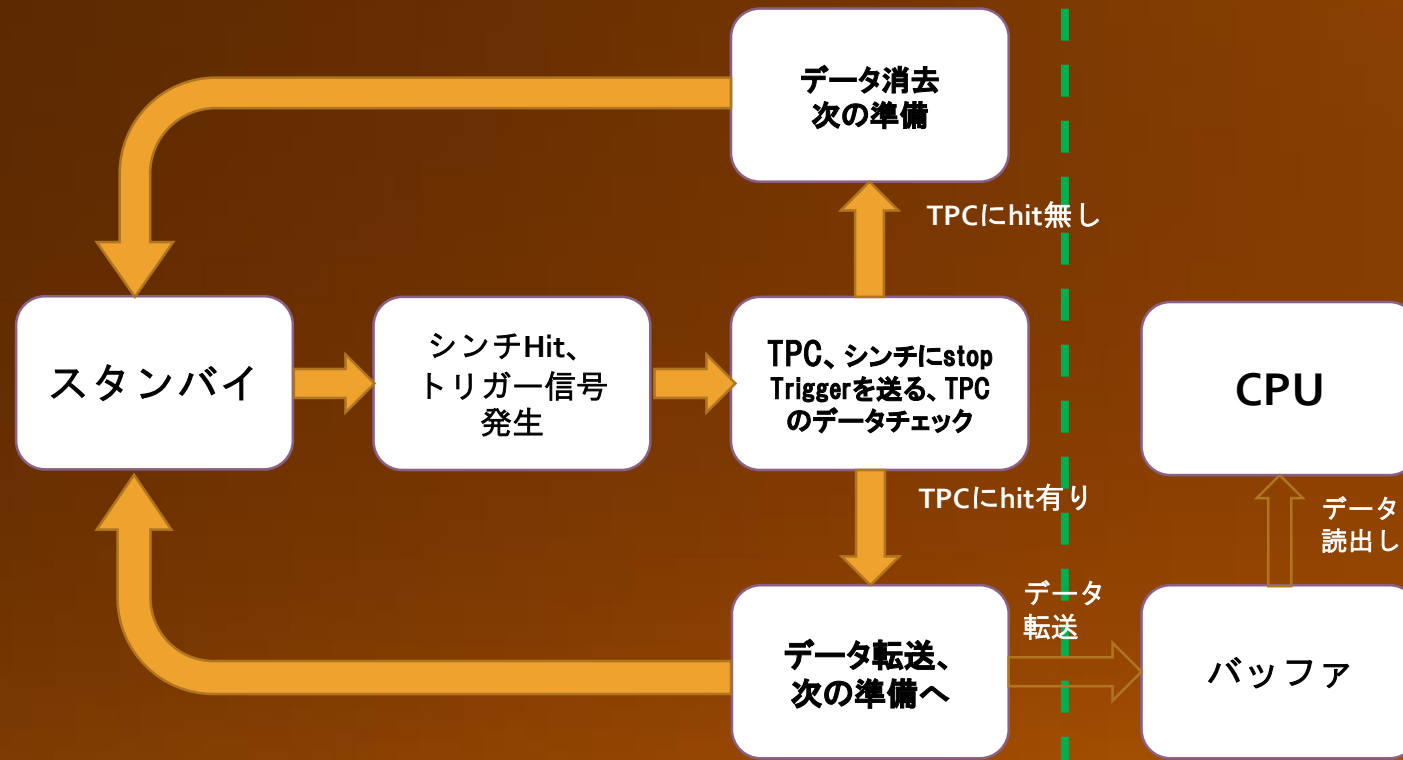 データ消去
次の準備
TPCにhit無し
スタンバイ
シンチHit、
トリガー信号
発生
TPC、シンチにstop
Triggerを送る、TPC
のデータチェック
CPU
TPCにhit有り
データ
読出し
データ
転送
データ転送、
次の準備へ
バッファ